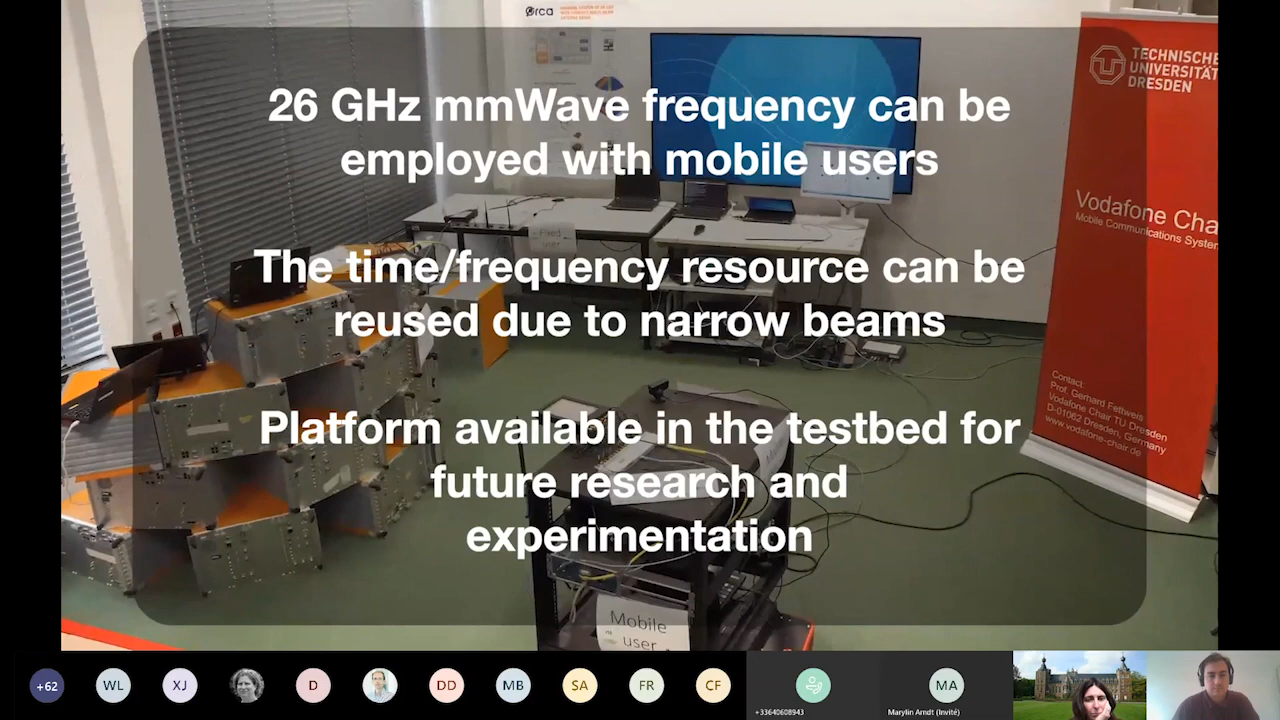 orca
TECHNISCHE
UNIVERSITÄT
DRESDEN
26 GHz mmWave frequency can be
employed with mobile users
Vodafone Cha
Mobile Communications System
Fixed
user
The time/frequency resource can be
reused due to narrow beams
Contact:
Prof. Gerhard Fettweis
Vodafone Chair TU Dresden
D-01062 Dresden, Germany
www.vodafone-chair.de
Platform available in the testbed for
future research and
experimentation
Mobile
user
+62
WL
XJ
D
DD
MB
SA
FR
CF
+33640608943
MA
Marylin Arndt (Invité)